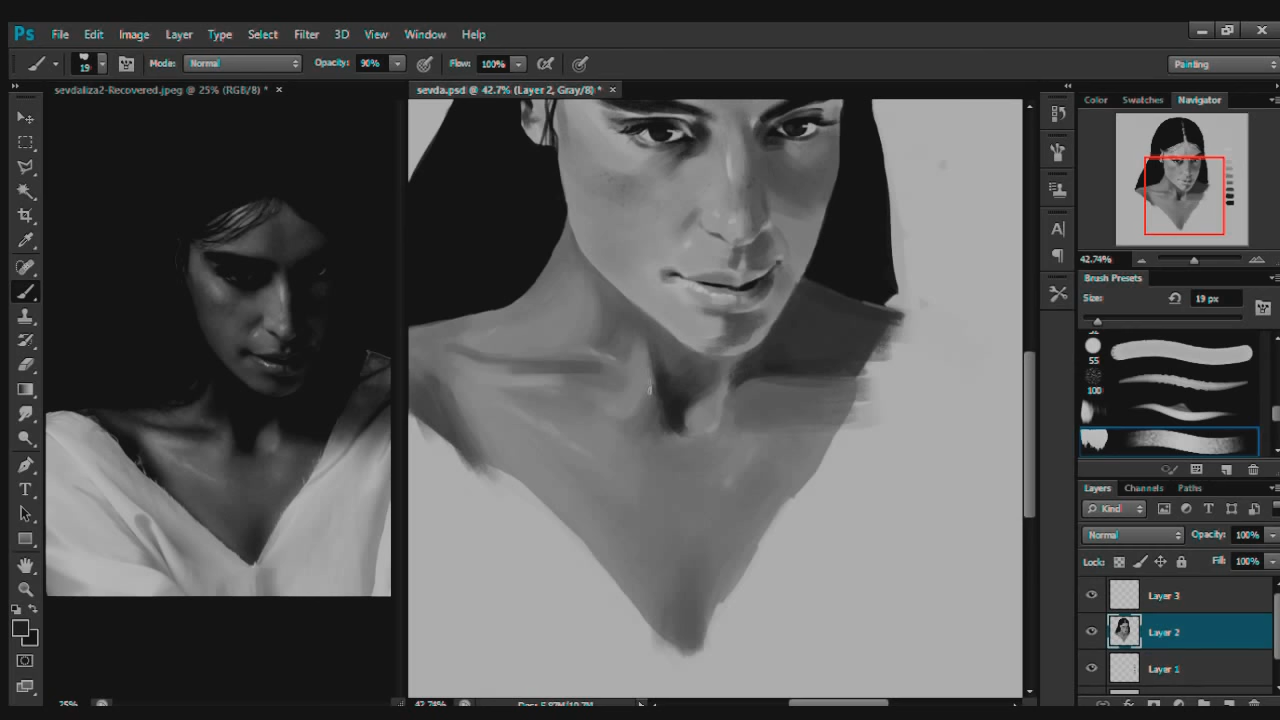 Ps File Edit Image Layer Type Select Filter 3D View Window Help
19 Mode: Normal Opacity: 90% Flow: 100% Painting
sevdaliza2-Recovered.jpeg @ 25% (RGB/8) * ×
sevda.psd @ 42.7% (Layer 2, Gray/8) * ×
Color Swatches Navigator
42.74%
Brush Presets
Size: 19 px
55
100
Layers Channels Paths
Kind
Normal Opacity: 100%
Lock: Fill: 100%
Layer 3
Layer 2
Layer 1
25%
42.74%